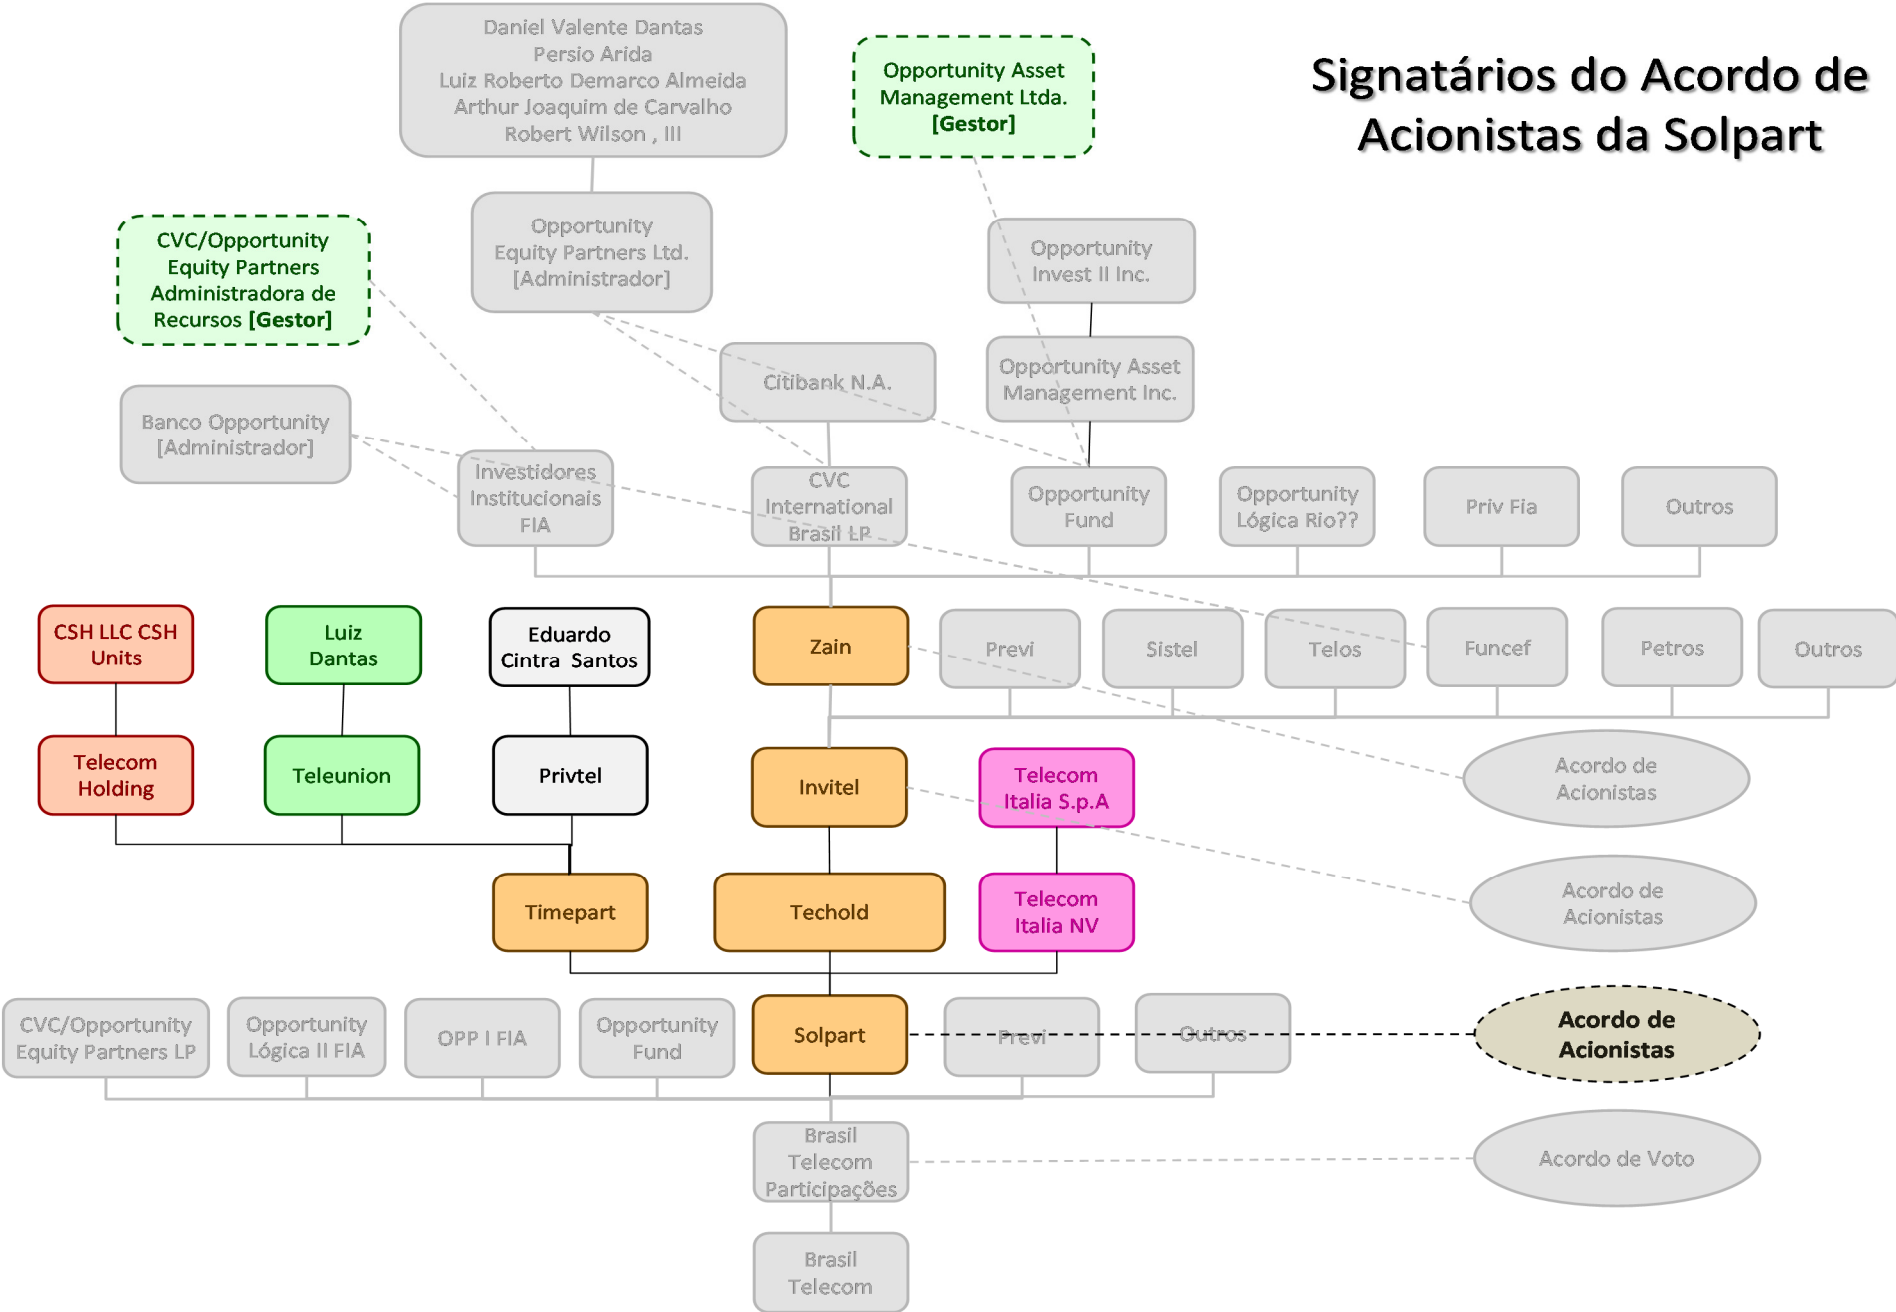 Signatários do Acordo de
Acionistas da Solpart
Daniel Valente Dantas
Persio Arida
Luiz Roberto Demarco Almeida
Arthur Joaquim de Carvalho
Robert Wilson , III
Opportunity Asset
Management Ltda.
[Gestor]
CVC/Opportunity
Equity Partners
Administradora de
Recursos [Gestor]
Opportunity
Equity Partners Ltd.
[Administrador]
Opportunity
Invest II Inc.
Citibank N.A.
Opportunity Asset
Management Inc.
Banco Opportunity
[Administrador]
Investidores
Institucionais
FIA
CVC
International
Brasil LP
Opportunity
Fund
Opportunity
Lógica Rio??
Priv Fia
Outros
CSH LLC CSH
Units
Luiz
Dantas
Eduardo
Cintra Santos
Zain
Previ
Sistel
Telos
Funcef
Petros
Outros
Telecom
Holding
Teleunion
Privtel
Invitel
Telecom
Italia S.p.A
Acordo de
Acionistas
Timepart
Techold
Telecom
Italia NV
Acordo de
Acionistas
CVC/Opportunity
Equity Partners LP
Opportunity
Lógica II FIA
OPP I FIA
Opportunity
Fund
Solpart
Previ
Outros
Acordo de
Acionistas
Brasil
Telecom
Participações
Acordo de Voto
Brasil
Telecom